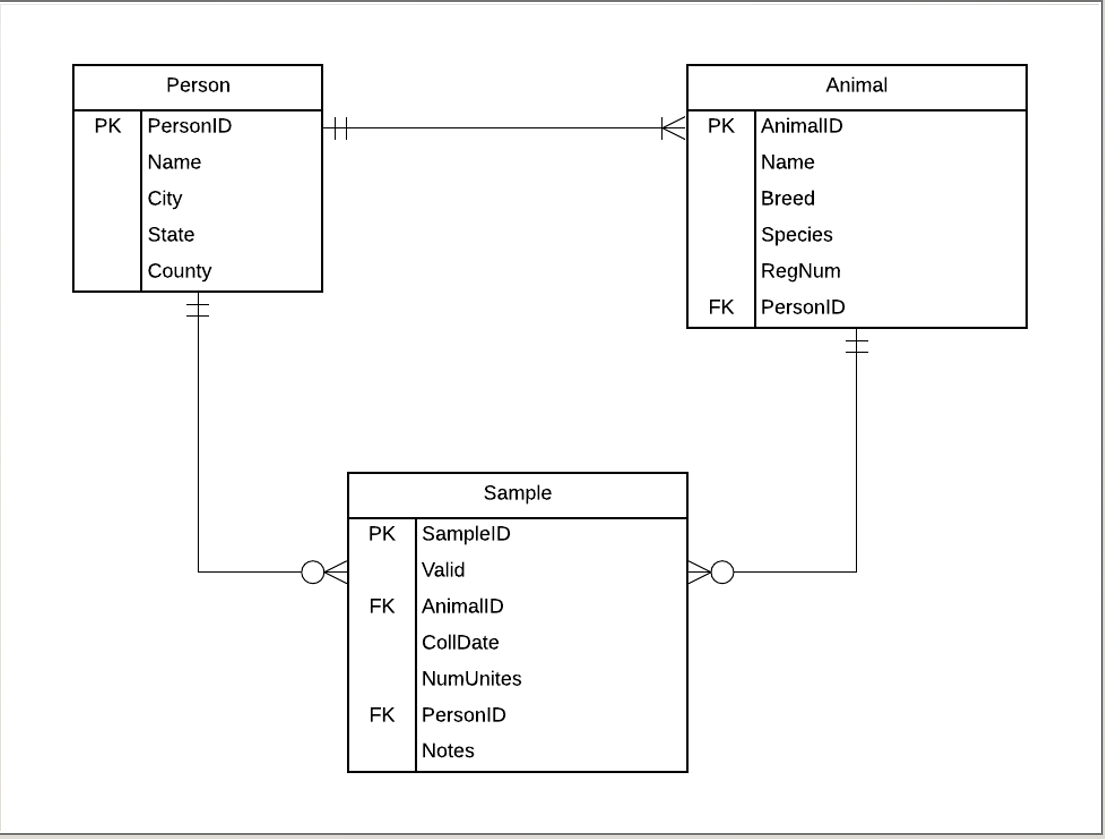 Person
PK PersonID
Name
City
State
County
Animal
PK AnimalID
Name
Breed
Species
RegNum
FK PersonID
Sample
PK SampleID
Valid
FK AnimalID
CollDate
NumUnites
FK PersonID
Notes